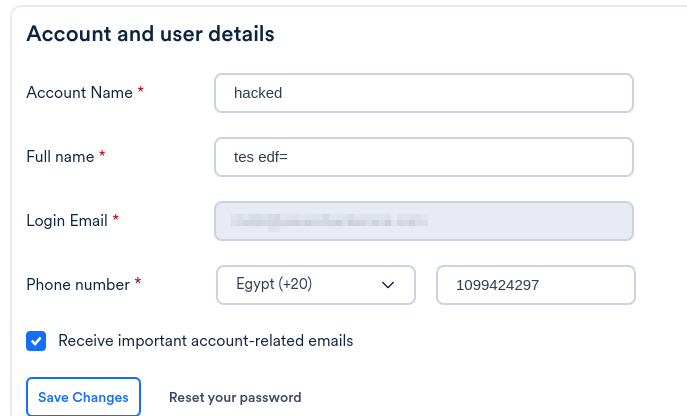 Account and user details
Account Name * hacked
Full name * tes edf=
Login Email *
Phone number * Egypt (+20) 1099424297
Receive important account-related emails
Save Changes Reset your password